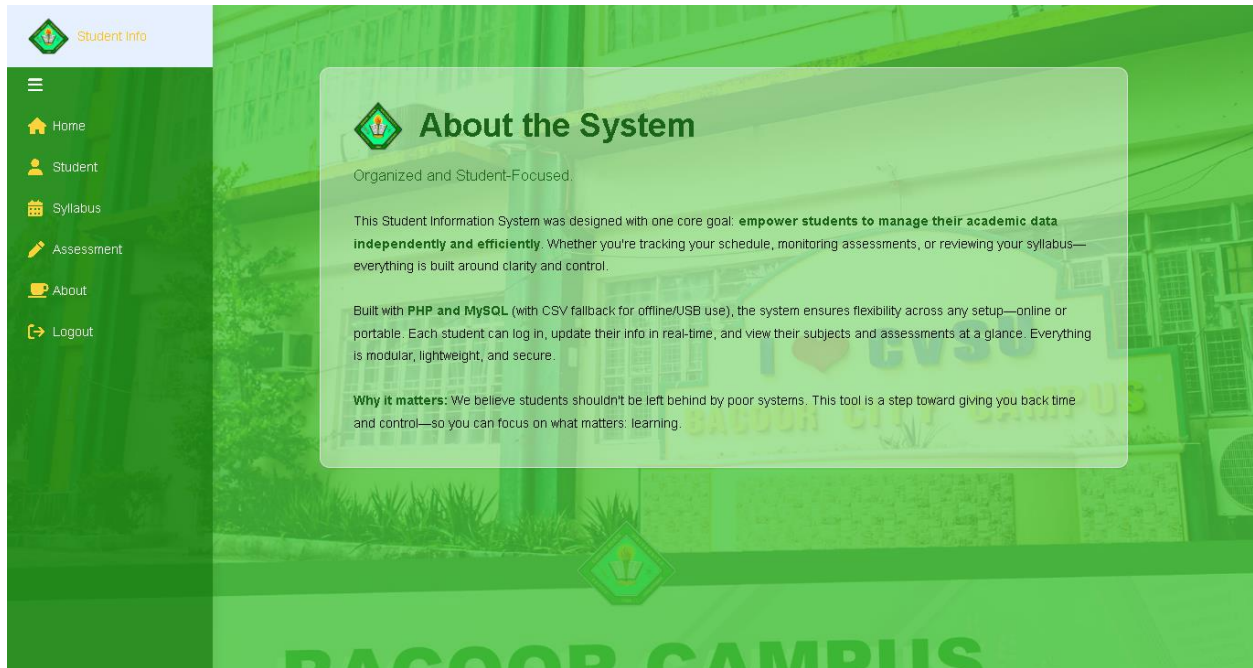 Student Info
Home
Student
Syllabus
Assessment
About
Logout
About the System
Organized and Student-Focused.
This Student Information System was designed with one core goal: empower students to manage their academic data
independently and efficiently. Whether you're tracking your schedule, monitoring assessments, or reviewing your syllabus—
everything is built around clarity and control.
Built with PHP and MySQL (with CSV fallback for offline/USB use), the system ensures flexibility across any setup—online or
portable. Each student can log in, update their info in real-time, and view their subjects and assessments at a glance. Everything
is modular, lightweight, and secure.
Why it matters: We believe students shouldn't be left behind by poor systems. This tool is a step toward giving you back time
and control—so you can focus on what matters: learning.
I ❤ CVSU
BACOOR CITY CAMPUS
BACOOR CAMPUS